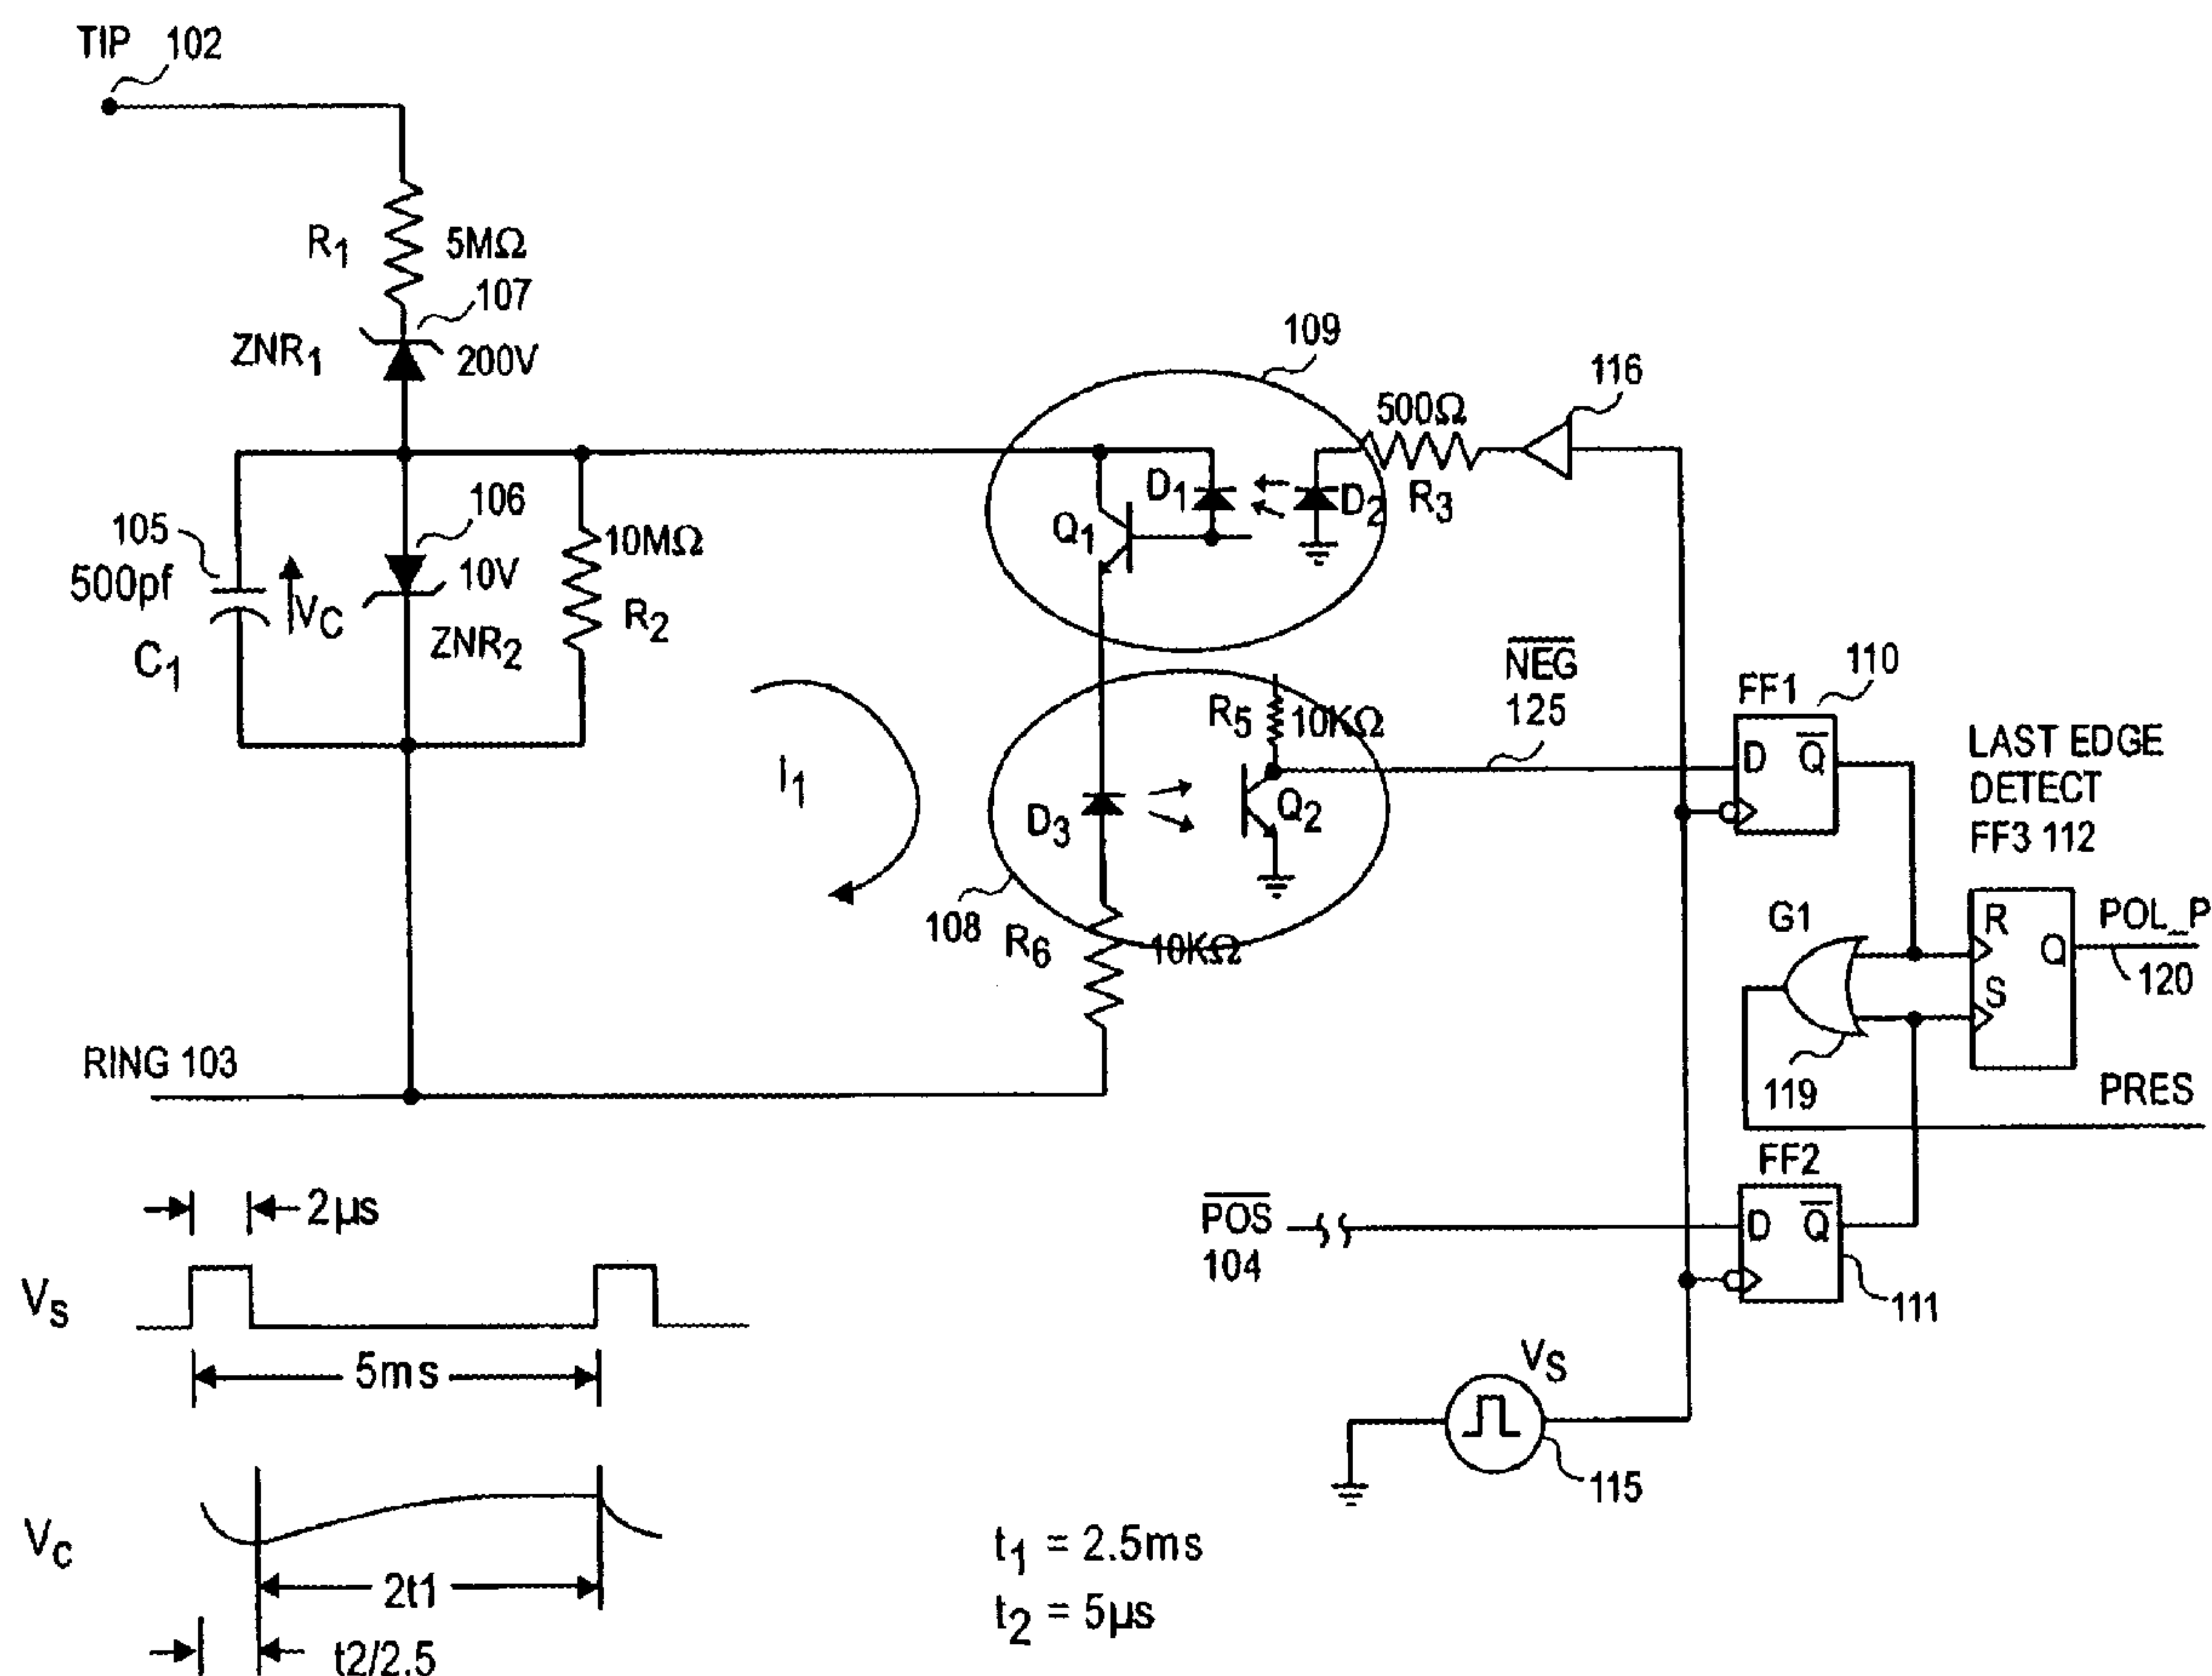 TIP 102
R1
5MΩ
107
ZNR1
200V
109
116
500Ω
R3
105
500pf
C1
VC
106
10V
ZNR2
10MΩ
R2
D1
D2
Q1
NEG
125
R5
10KΩ
Q2
D3
108
R6
10KΩ
I1
FF1
110
D Q
LAST EDGE
DETECT
FF3 112
G1
R
S
Q
POL_P
120
119
PRES
RING 103
FF2
D Q
111
POS
104
VS
115
2μs
VS
5ms
VC
2t1
t2/2.5
t1 = 2.5ms
t2 = 5μs